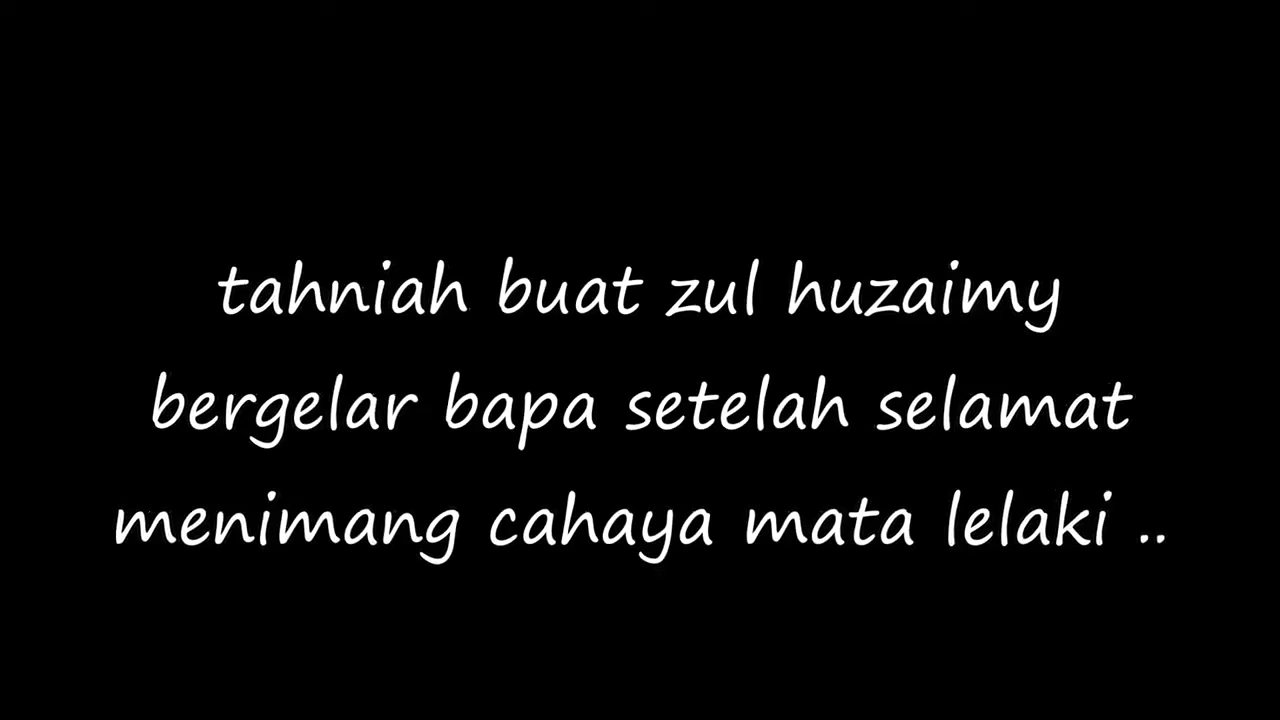 tahniah buat zul huzaimy
bergelar bapa setelah selamat
menimang cahaya mata lelaki ..